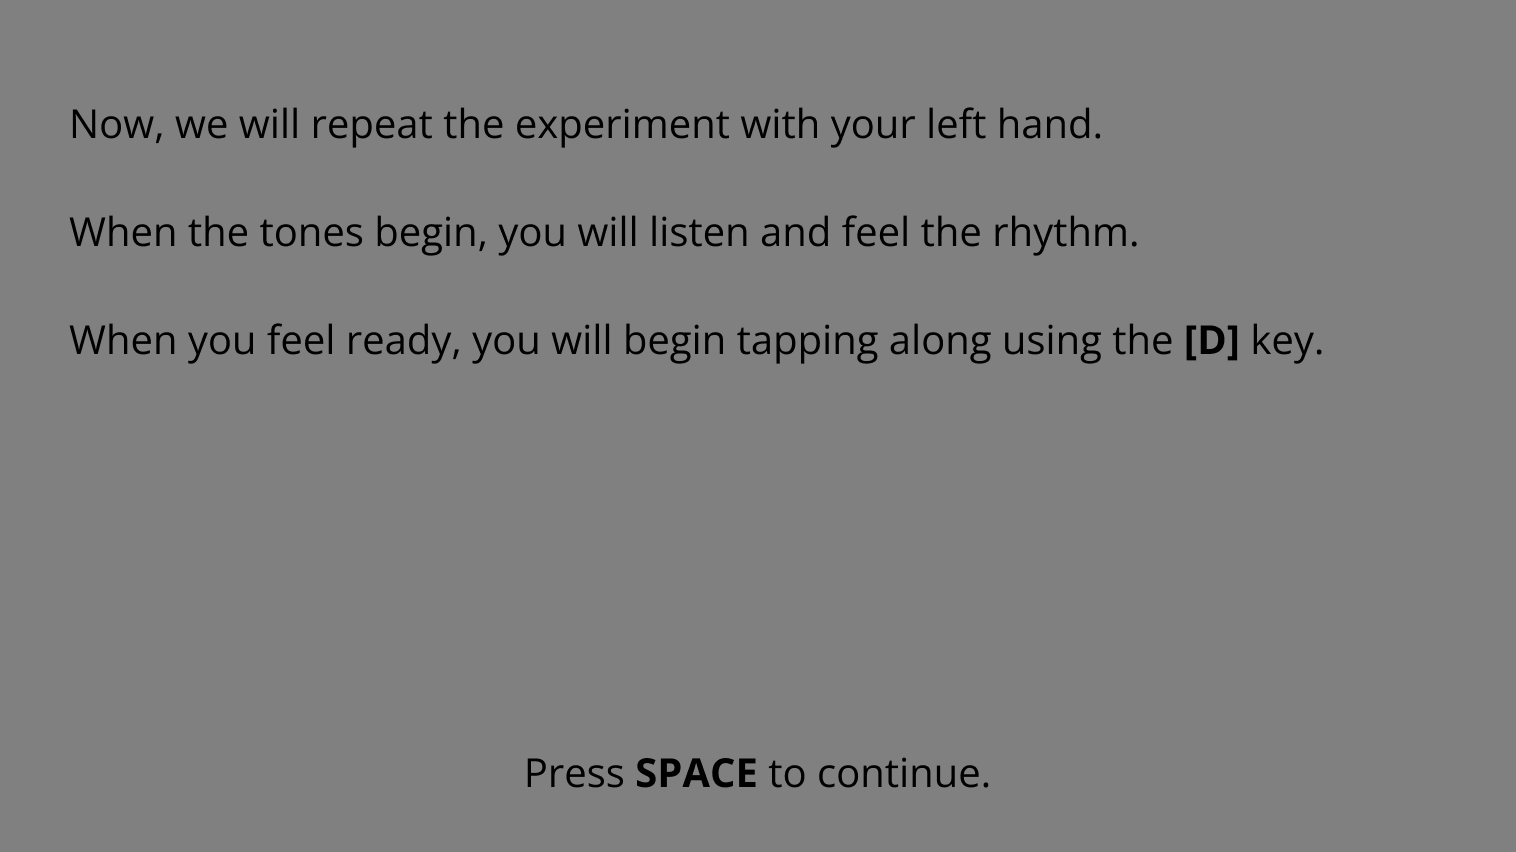 Now, we will repeat the experiment with your left hand.
When the tones begin, you will listen and feel the rhythm.
When you feel ready, you will begin tapping along using the [D] key.
Press SPACE to continue.